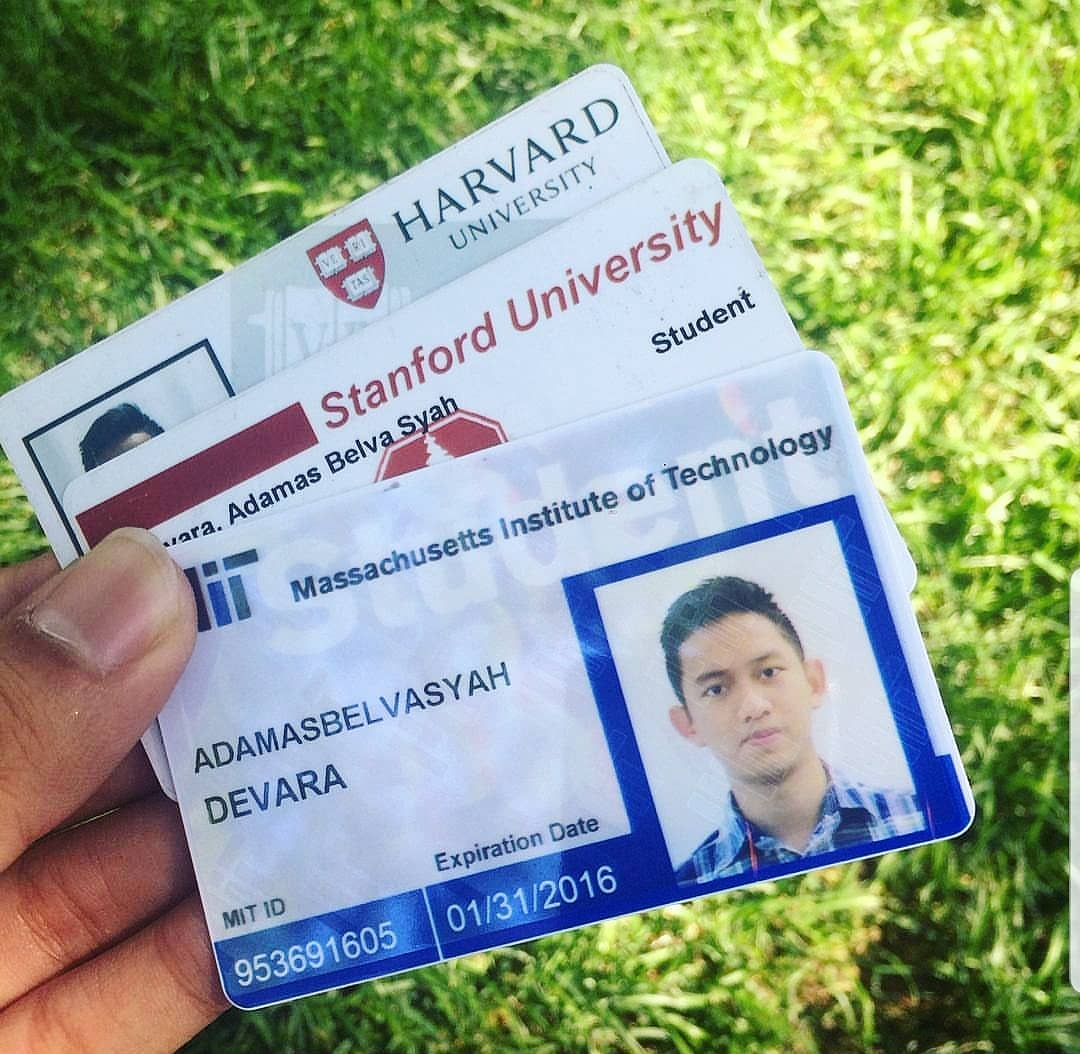 HARVARD
UNIVERSITY
VE RI
TAS
Stanford University
Student
Adamas Belva Syah
Student
Massachusetts Institute of Technology
ADAMASBELVASYAH
DEVARA
Expiration Date
MIT ID
01/31/2016
953691605